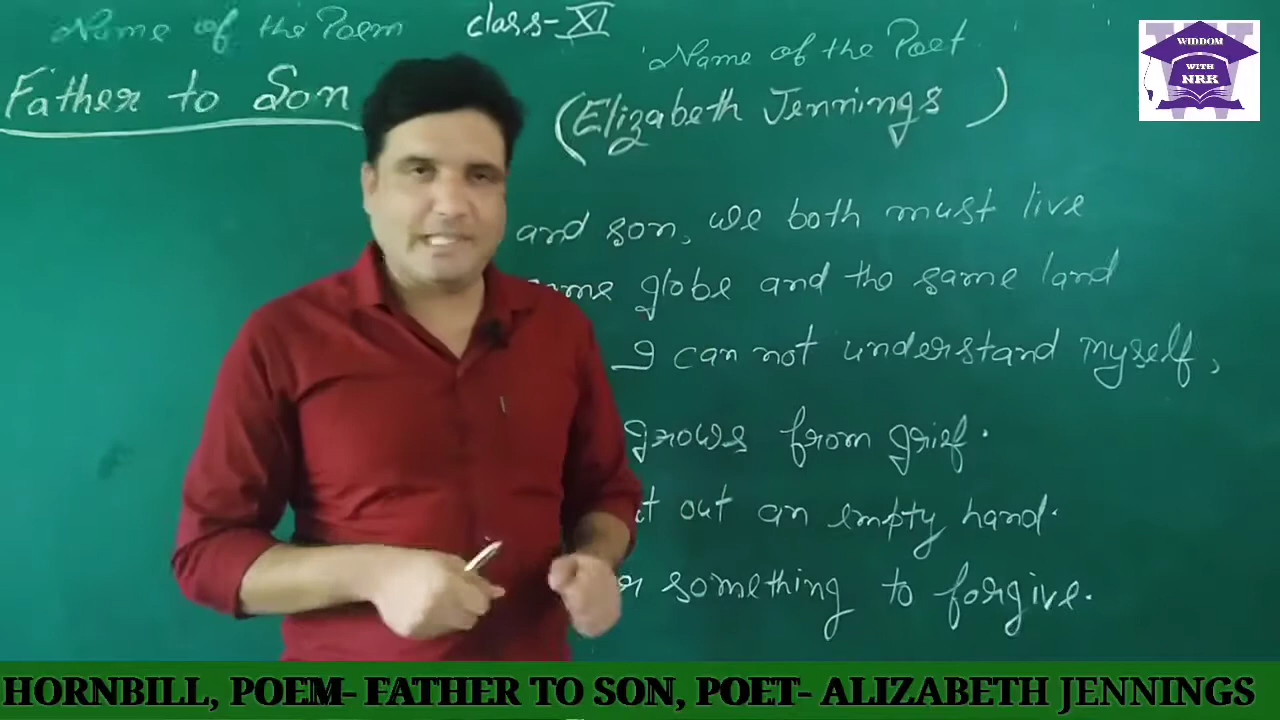 Name of the Poem
class-XI
Father to Son
Name of the Poet
(Elizabeth Jennings)
WIDDOM
WITH
NRK
and son, we both must live
same globe and the same land
I can not understand myself,
grows from grief.
out an empty hand.
something to forgive.
HORNBILL, POEM- FATHER TO SON, POET- ALIZABETH JENNINGS